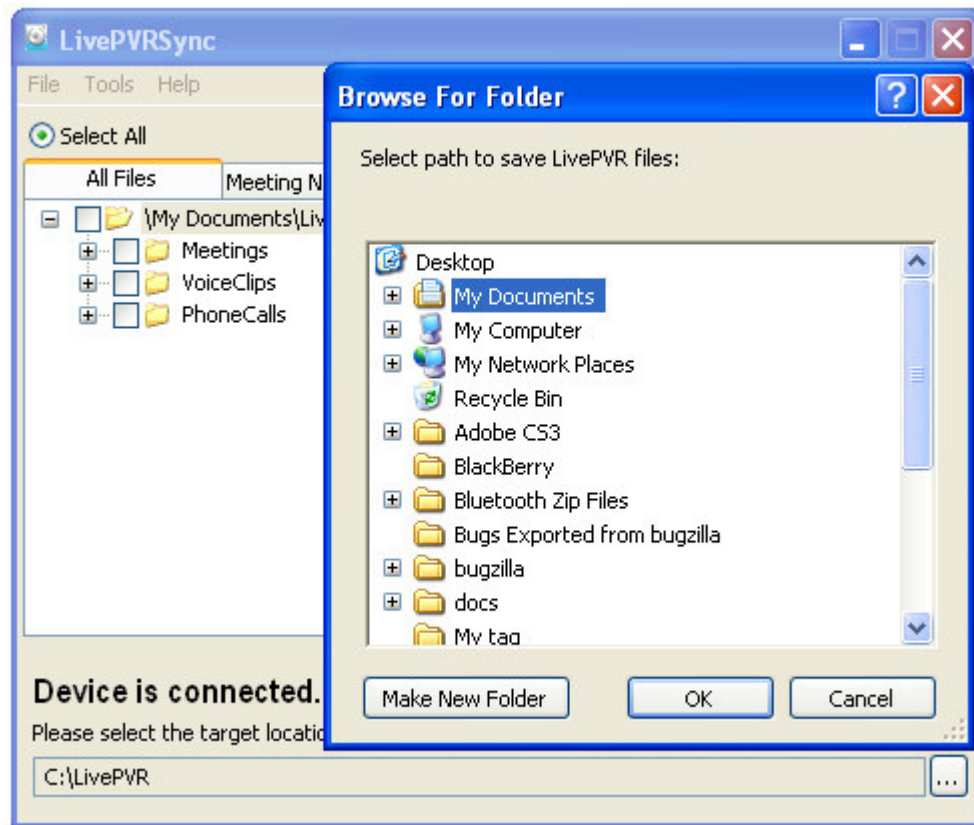 LivePVRSync
File Tools Help
Select All
All Files
Meeting N
\My Documents\Liv
Meetings
VoiceClips
PhoneCalls
Device is connected.
Please select the target locatio
C:\LivePVR
...
Browse For Folder
Select path to save LivePVR files:
Desktop
My Documents
My Computer
My Network Places
Recycle Bin
Adobe CS3
BlackBerry
Bluetooth Zip Files
Bugs Exported from bugzilla
bugzilla
docs
My tag
Make New Folder
OK
Cancel